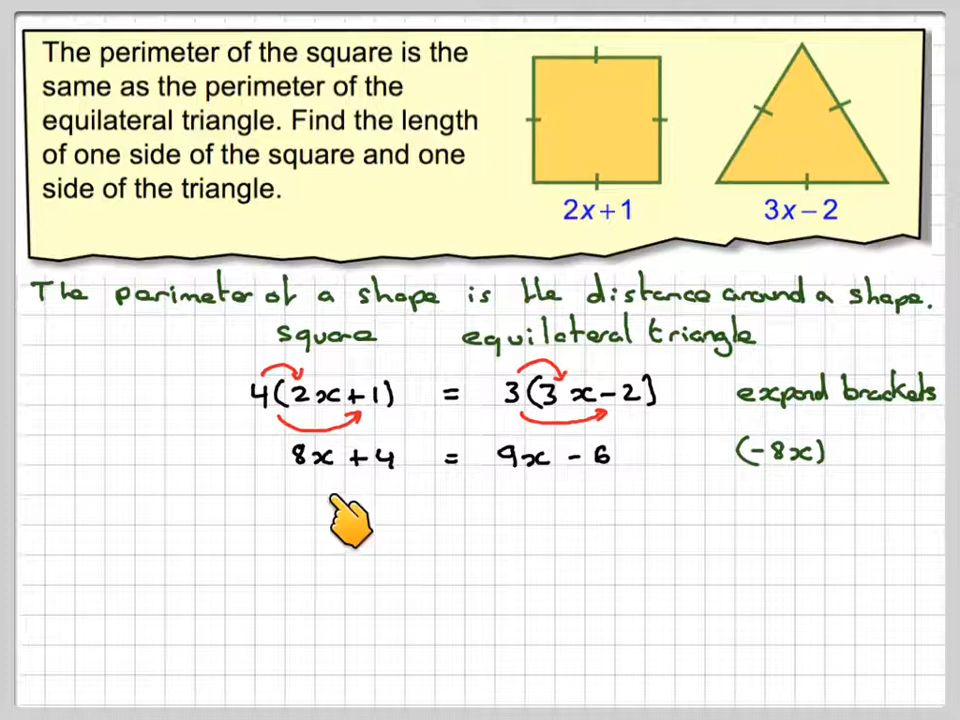 The perimeter of the square is the
same as the perimeter of the
equilateral triangle. Find the length
of one side of the square and one
side of the triangle.
2x+1
3x−2
The perimeter of a shape is the distance around a shape.
square equilateral triangle
4(2x+1) = 3(3x−2] expand brackets
8x + 4 = 9x − 6 (−8x)